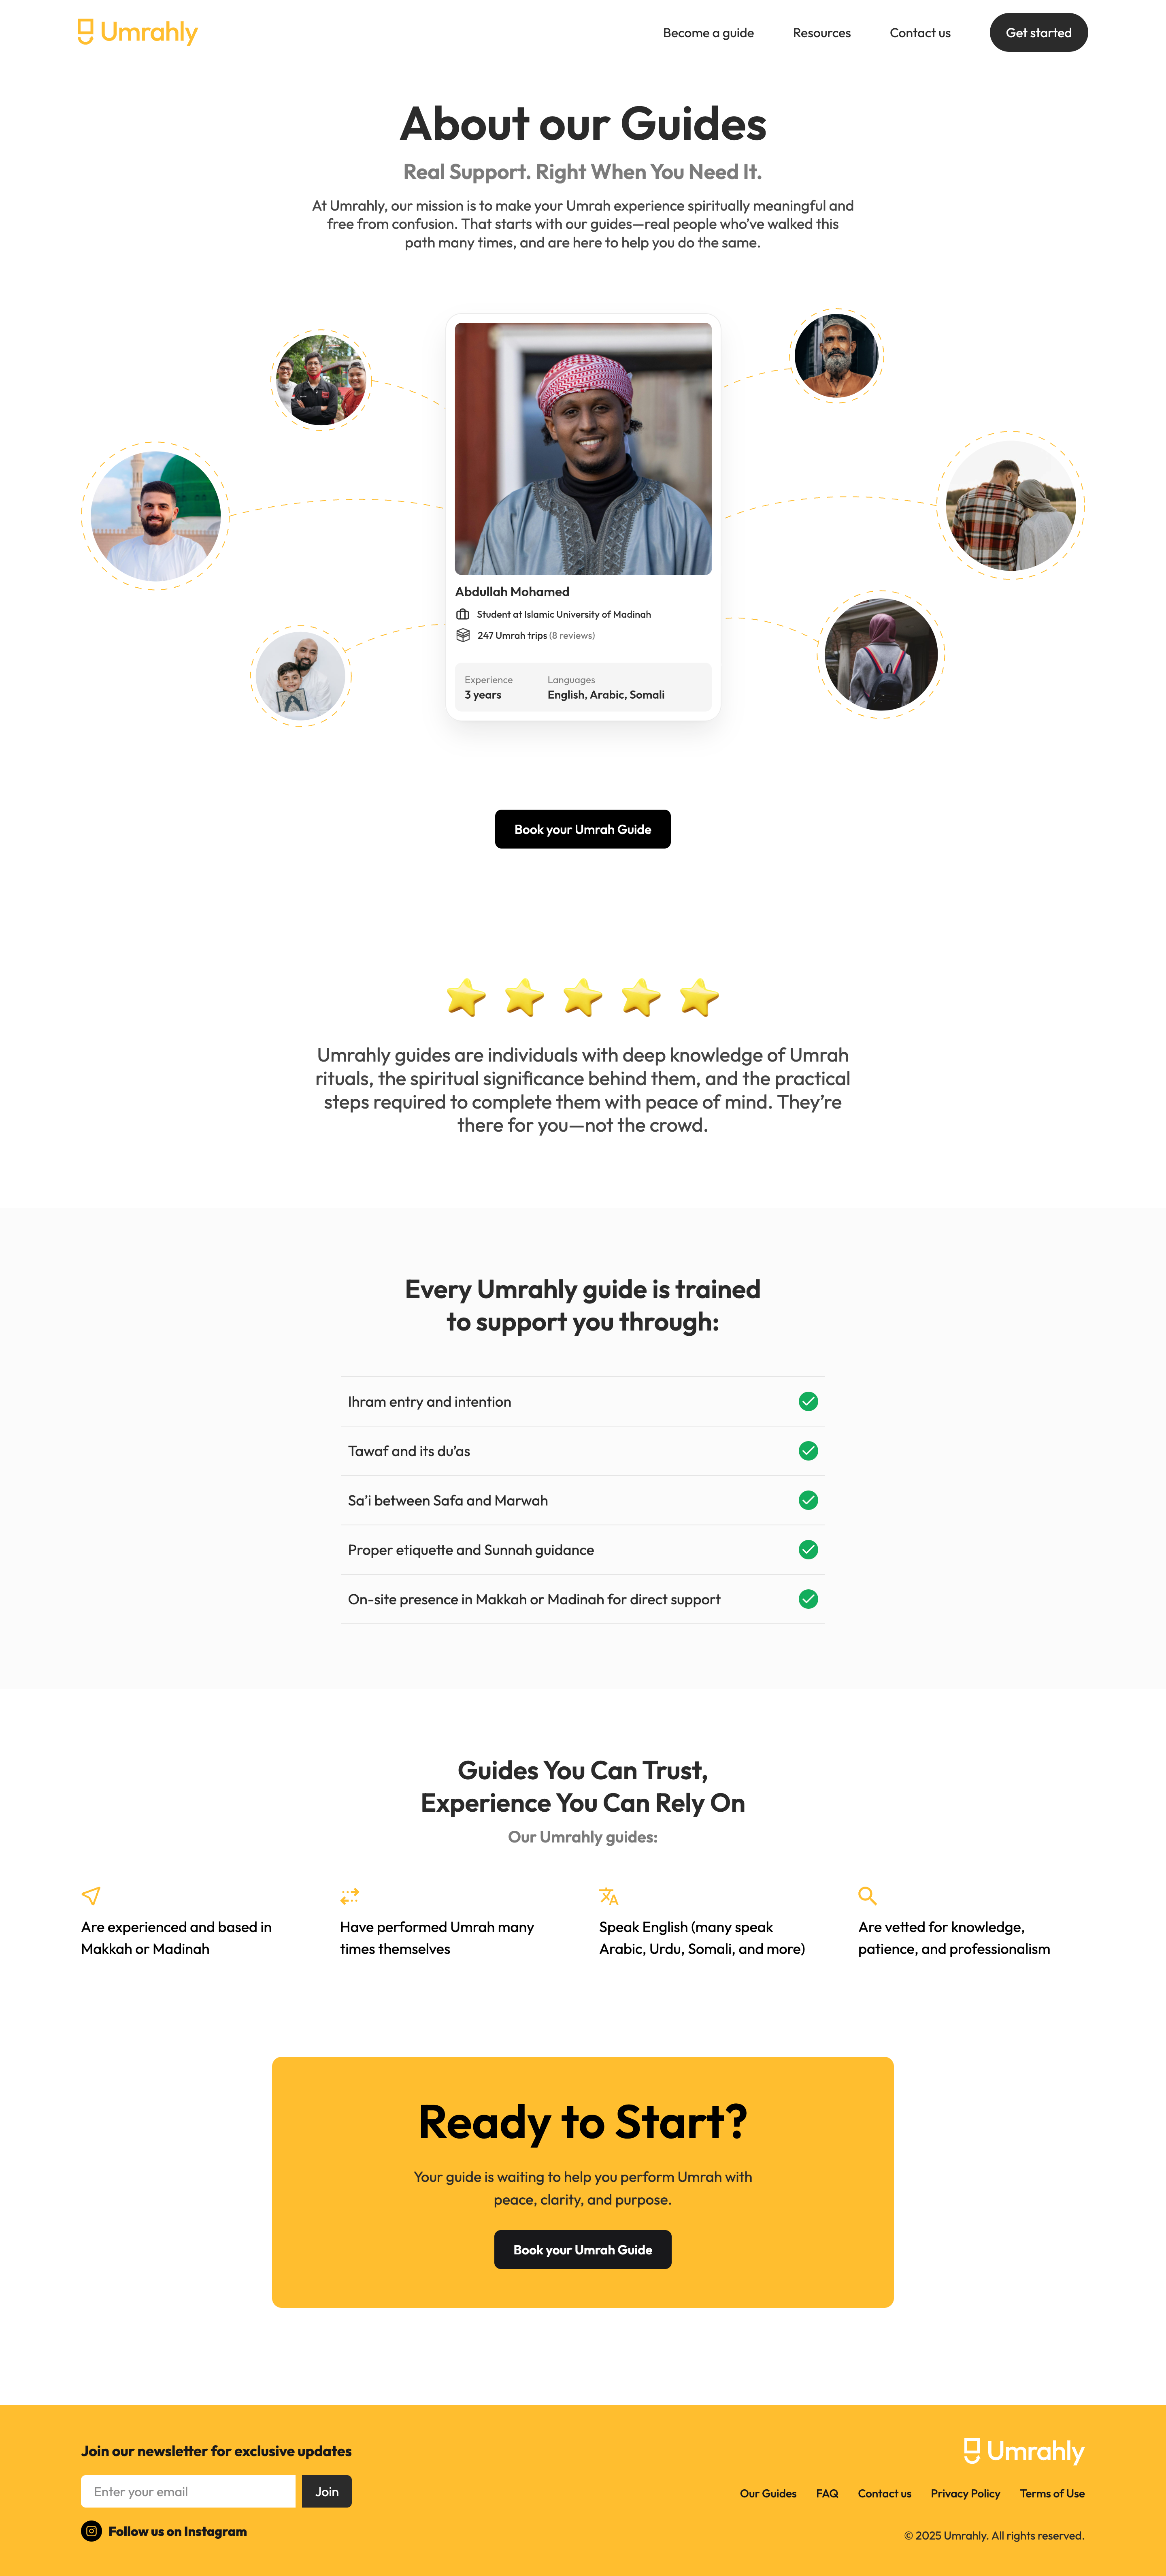 Umrahly
Become a guide
Resources
Contact us
Get started
About our Guides
Real Support. Right When You Need It.
At Umrahly, our mission is to make your Umrah experience spiritually meaningful and
free from confusion. That starts with our guides—real people who’ve walked this
path many times, and are here to help you do the same.
Abdullah Mohamed
Student at Islamic University of Madinah
247 Umrah trips (8 reviews)
Experience
3 years
Languages
English, Arabic, Somali
Book your Umrah Guide
Umrahly guides are individuals with deep knowledge of Umrah
rituals, the spiritual significance behind them, and the practical
steps required to complete them with peace of mind. They’re
there for you—not the crowd.
Every Umrahly guide is trained
to support you through:
Ihram entry and intention
Tawaf and its du’as
Sa’i between Safa and Marwah
Proper etiquette and Sunnah guidance
On-site presence in Makkah or Madinah for direct support
Guides You Can Trust,
Experience You Can Rely On
Our Umrahly guides:
Are experienced and based in
Makkah or Madinah
Have performed Umrah many
times themselves
Speak English (many speak
Arabic, Urdu, Somali, and more)
Are vetted for knowledge,
patience, and professionalism
Ready to Start?
Your guide is waiting to help you perform Umrah with
peace, clarity, and purpose.
Book your Umrah Guide
Join our newsletter for exclusive updates
Enter your email
Join
Follow us on Instagram
Umrahly
Our Guides
FAQ
Contact us
Privacy Policy
Terms of Use
© 2025 Umrahly. All rights reserved.